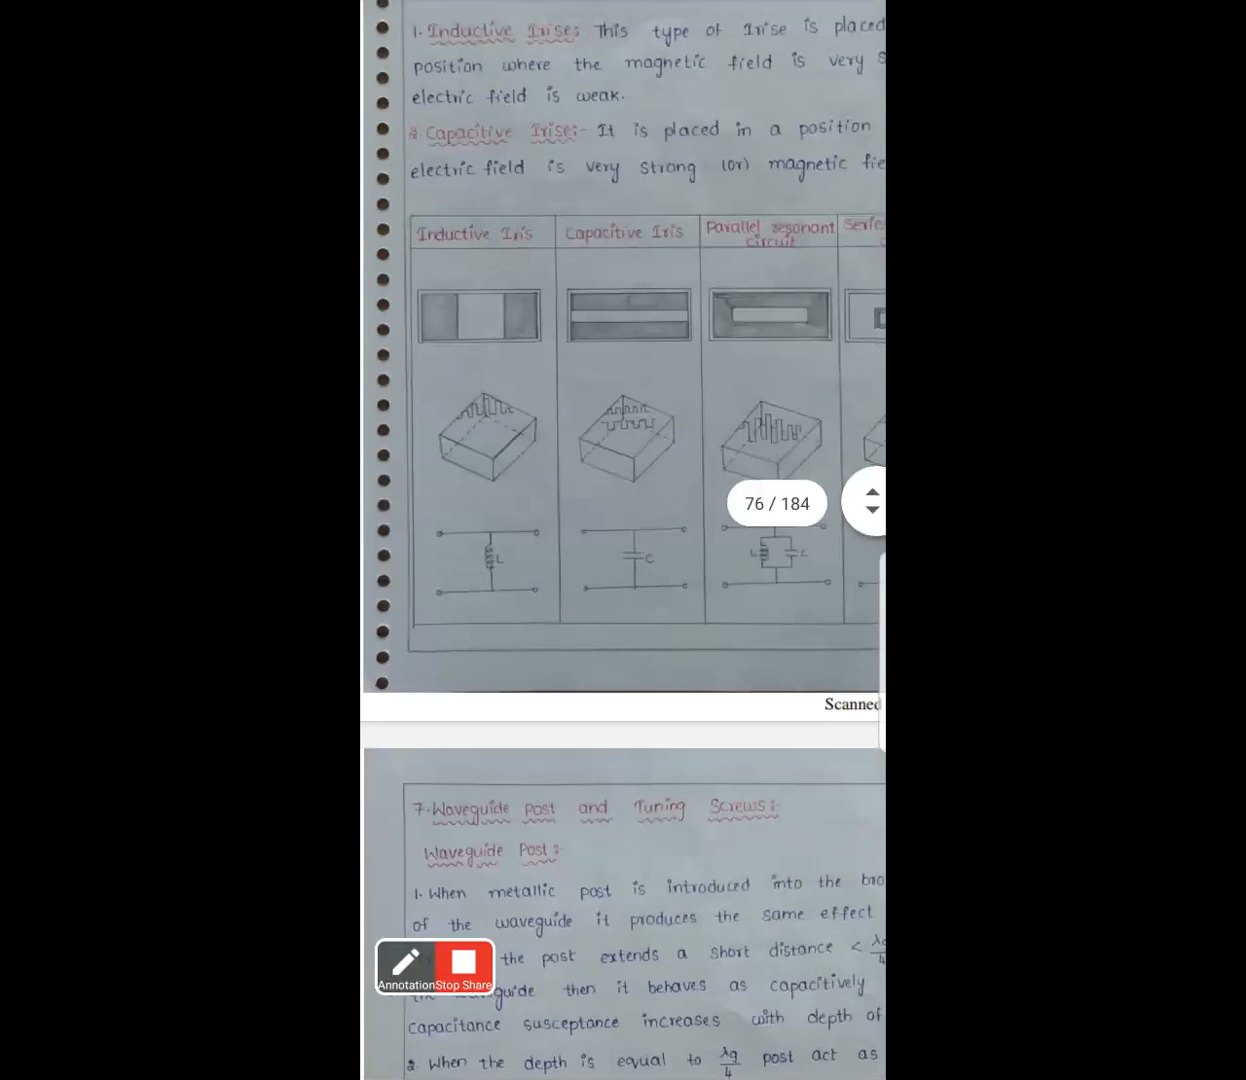 1. Inductive Irise: This type of Irise is placed
position where the magnetic field is very s
electric field is weak.
2. Capacitive Irise:- It is placed in a position
electric field is very strong (or) magnetic fie
Inductive Iris
Capacitive Iris
Parallel resonant
circuit
Series
L
C
L
C
76 / 184
Scanned
7. Waveguide post and Tuning Screws:-
Waveguide Post:-
1. When metallic post is introduced into the bro
of the waveguide it produces the same effect
the post extends a short distance < λg/4
guide then it behaves as capacitively
capacitance susceptance increases with depth of
2. When the depth is equal to λg/4 post act as
Annotation
Stop Share